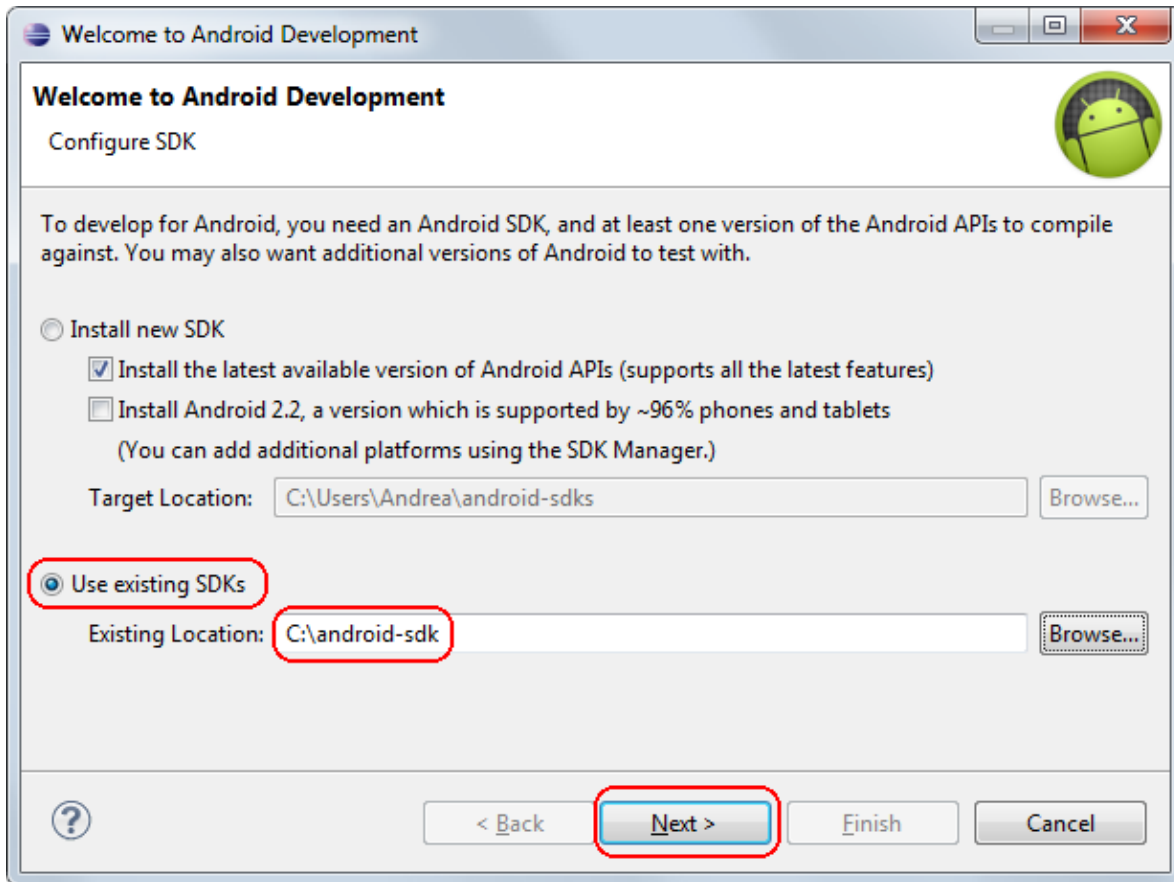 Welcome to Android Development
X
Welcome to Android Development
Configure SDK
To develop for Android, you need an Android SDK, and at least one version of the Android APIs to compile
against. You may also want additional versions of Android to test with.
Install new SDK
Install the latest available version of Android APIs (supports all the latest features)
Install Android 2.2, a version which is supported by ~96% phones and tablets
(You can add additional platforms using the SDK Manager.)
Target Location: C:\Users\Andrea\android-sdks Browse...
Use existing SDKs
Existing Location: C:\android-sdk Browse...
? < Back Next > Finish Cancel